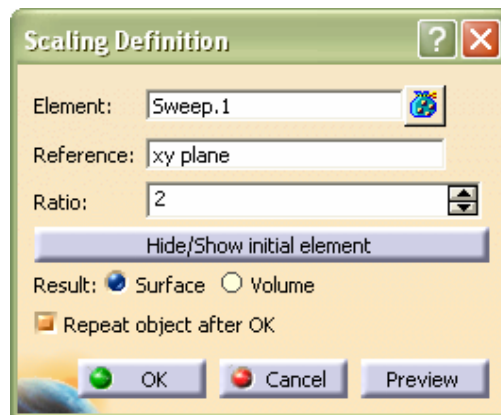 Scaling Definition
Element: Sweep.1
Reference: xy plane
Ratio: 2
Hide/Show initial element
Result: Surface Volume
Repeat object after OK
OK Cancel Preview